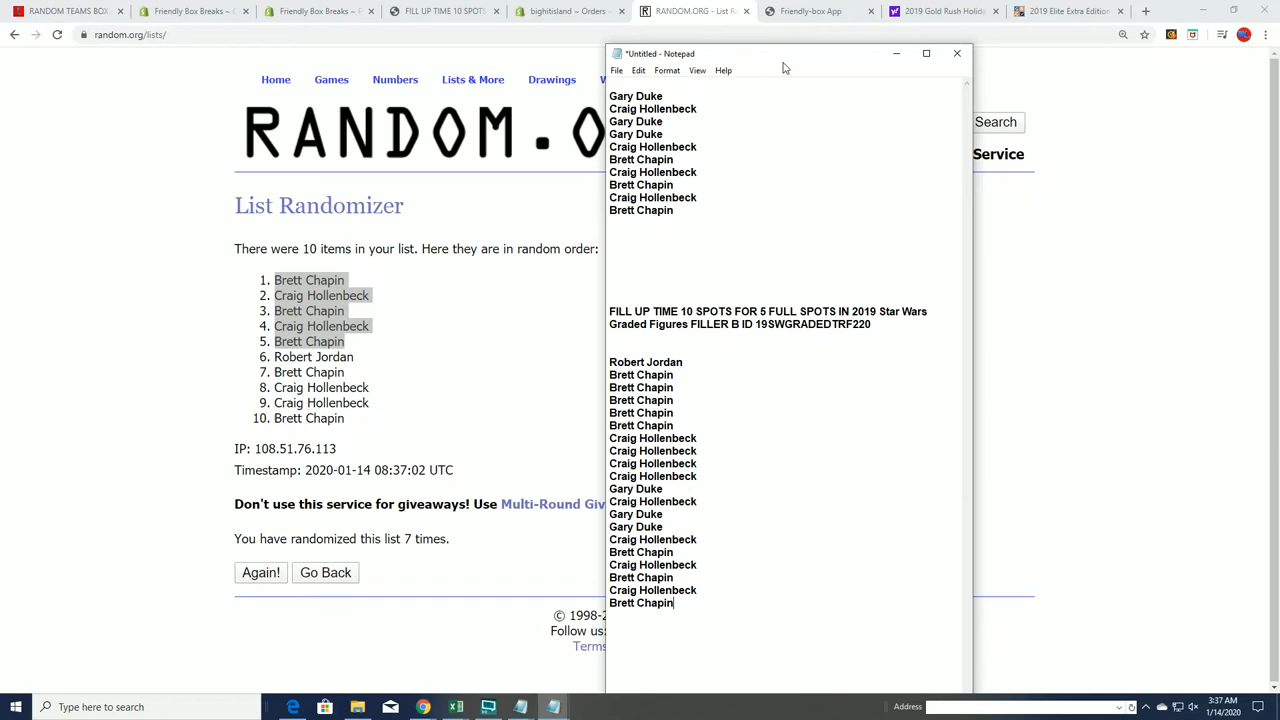 RANDOM TEAMS BOX
Friendly Box Breaks – C
Friendly Box Breaks – F
FILL UP TIME 10 SPOTS
bightisland ~ Orders ~
RANDOM.ORG - List Ra
Friendly-box App
2019 Gold Rush Holida
2019 Elite Extra Edition
random.org/lists/
*Untitled - Notepad
File Edit Format View Help
Home Games Numbers Lists & More Drawings
RANDOM.O
Search
Service
List Randomizer
There were 10 items in your list. Here they are in random order:
1. Brett Chapin
2. Craig Hollenbeck
3. Brett Chapin
4. Craig Hollenbeck
5. Brett Chapin
6. Robert Jordan
7. Brett Chapin
8. Craig Hollenbeck
9. Craig Hollenbeck
10. Brett Chapin
IP: 108.51.76.113
Timestamp: 2020-01-14 08:37:02 UTC
Don't use this service for giveaways! Use Multi-Round Giv
You have randomized this list 7 times.
Again! Go Back
© 1998-2
Follow us:
Terms
Gary Duke
Craig Hollenbeck
Gary Duke
Gary Duke
Craig Hollenbeck
Brett Chapin
Craig Hollenbeck
Brett Chapin
Craig Hollenbeck
Brett Chapin
FILL UP TIME 10 SPOTS FOR 5 FULL SPOTS IN 2019 Star Wars
Graded Figures FILLER B ID 19SWGRADEDTRF220
Robert Jordan
Brett Chapin
Brett Chapin
Brett Chapin
Brett Chapin
Brett Chapin
Craig Hollenbeck
Craig Hollenbeck
Craig Hollenbeck
Craig Hollenbeck
Gary Duke
Craig Hollenbeck
Gary Duke
Gary Duke
Craig Hollenbeck
Brett Chapin
Craig Hollenbeck
Brett Chapin
Craig Hollenbeck
Brett Chapin
Type here to search
Address
3:37 AM
1/14/2020